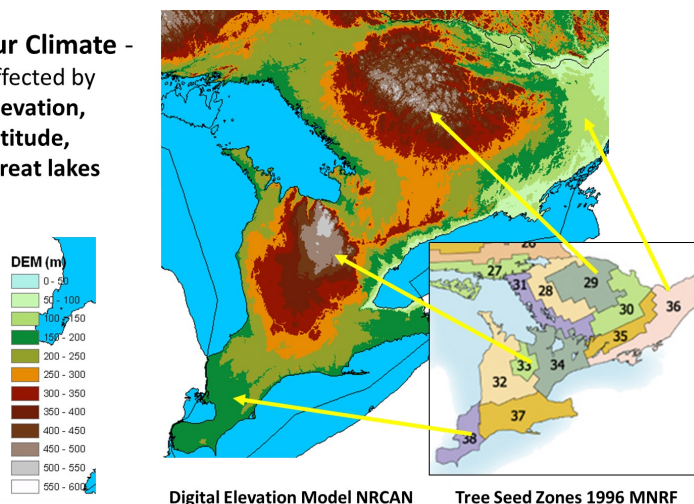 ur Climate -
ffected by
levation,
titude,
reat lakes
DEM (m)
0 - 50
50 - 100
100 - 150
150 - 200
200 - 250
250 - 300
300 - 350
350 - 400
400 - 450
450 - 500
500 - 550
550 - 600
26
27
28
29
31
30
36
35
33
34
32
37
38
Digital Elevation Model NRCAN
Tree Seed Zones 1996 MNRF